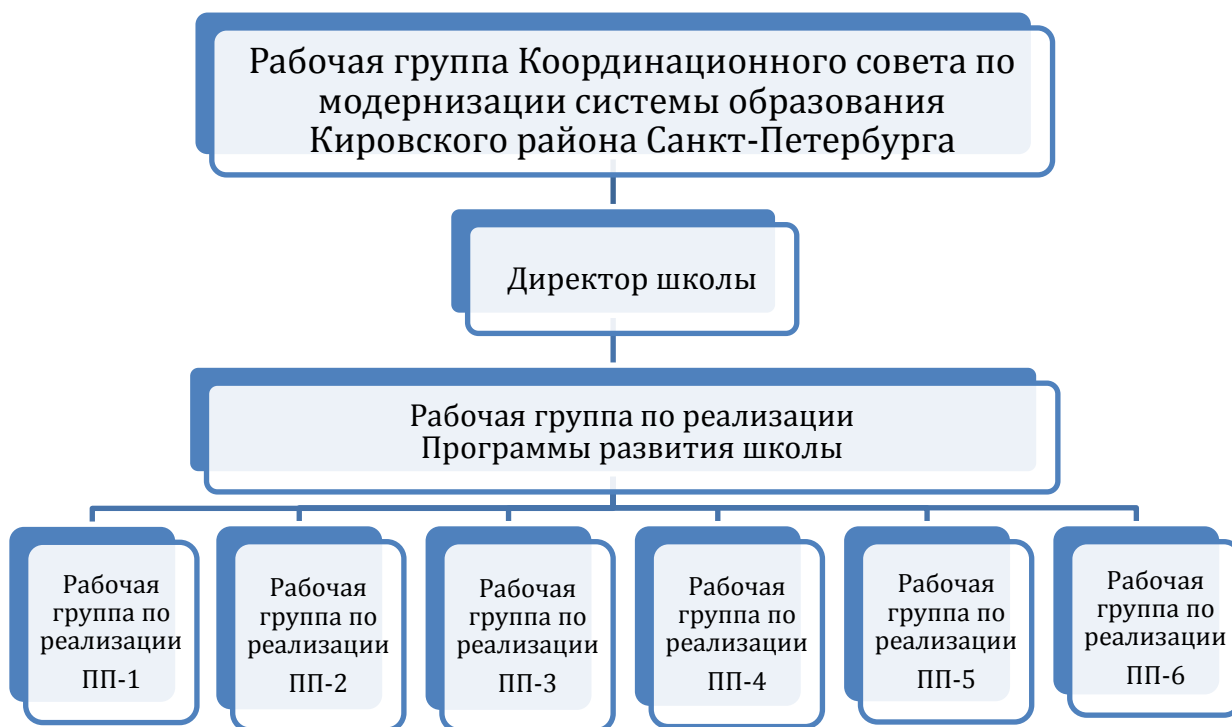 Рабочая группа Координационного совета по
модернизации системы образования
Кировского района Санкт-Петербурга
Директор школы
Рабочая группа по реализации
Программы развития школы
Рабочая
группа по
реализации
ПП-1
Рабочая
группа по
реализации
ПП-2
Рабочая
группа по
реализации
ПП-3
Рабочая
группа по
реализации
ПП-4
Рабочая
группа по
реализации
ПП-5
Рабочая
группа по
реализации
ПП-6